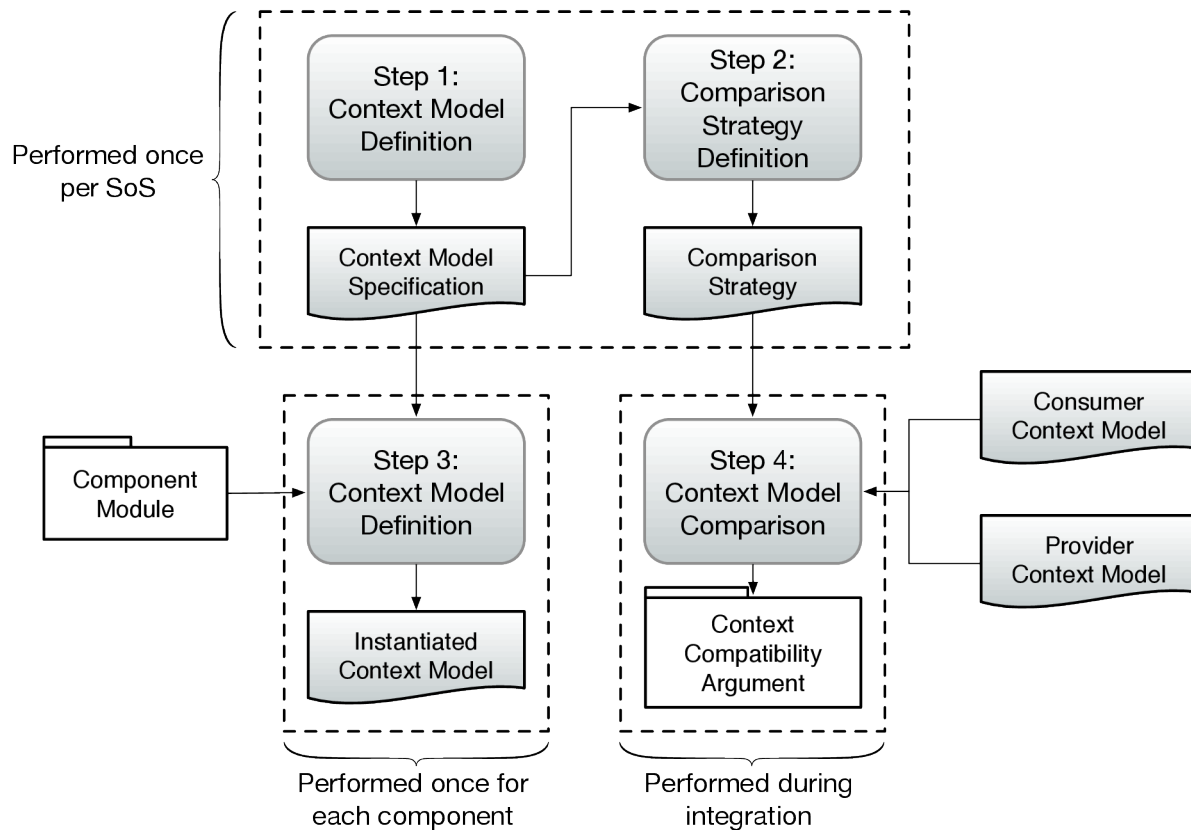 Step 1:
Context Model
Definition
Step 2:
Comparison
Strategy
Definition
Performed once
per SoS
Context Model
Specification
Comparison
Strategy
Component
Module
Step 3:
Context Model
Definition
Step 4:
Context Model
Comparison
Consumer
Context Model
Provider
Context Model
Instantiated
Context Model
Context
Compatibility
Argument
Performed once for
each component
Performed during
integration